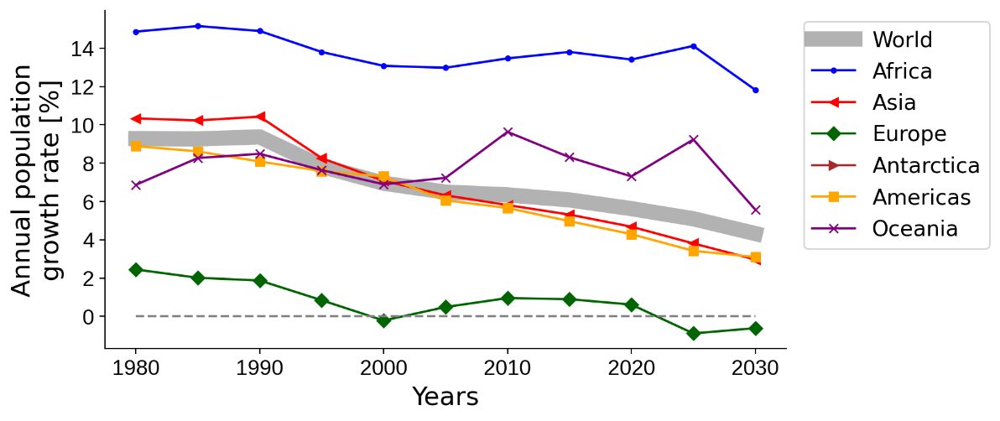 Annual population
growth rate [%]
14
12
10
8
6
4
2
0
1980
1990
2000
2010
2020
2030
Years
World
Africa
Asia
Europe
Antarctica
Americas
Oceania